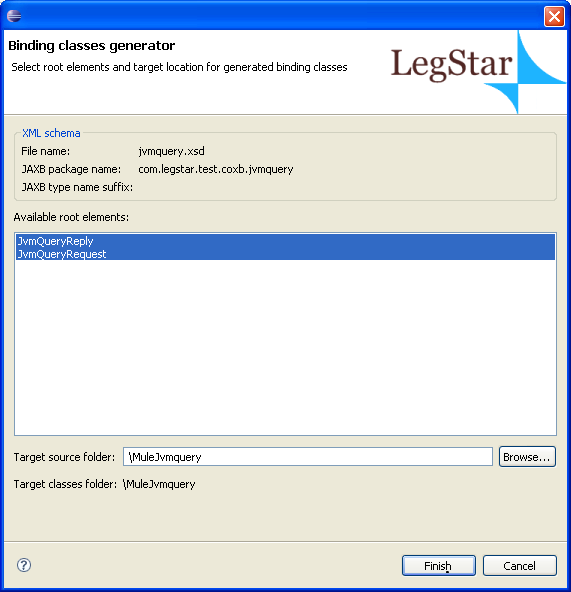 Binding classes generator
Select root elements and target location for generated binding classes
LegStar
XML schema
File name: jvmquery.xsd
JAXB package name: com.legstar.test.coxb.jvmquery
JAXB type name suffix:
Available root elements:
JvmQueryReply
JvmQueryRequest
Target source folder: \MuleJvmquery Browse...
Target classes folder: \MuleJvmquery
? Finish Cancel